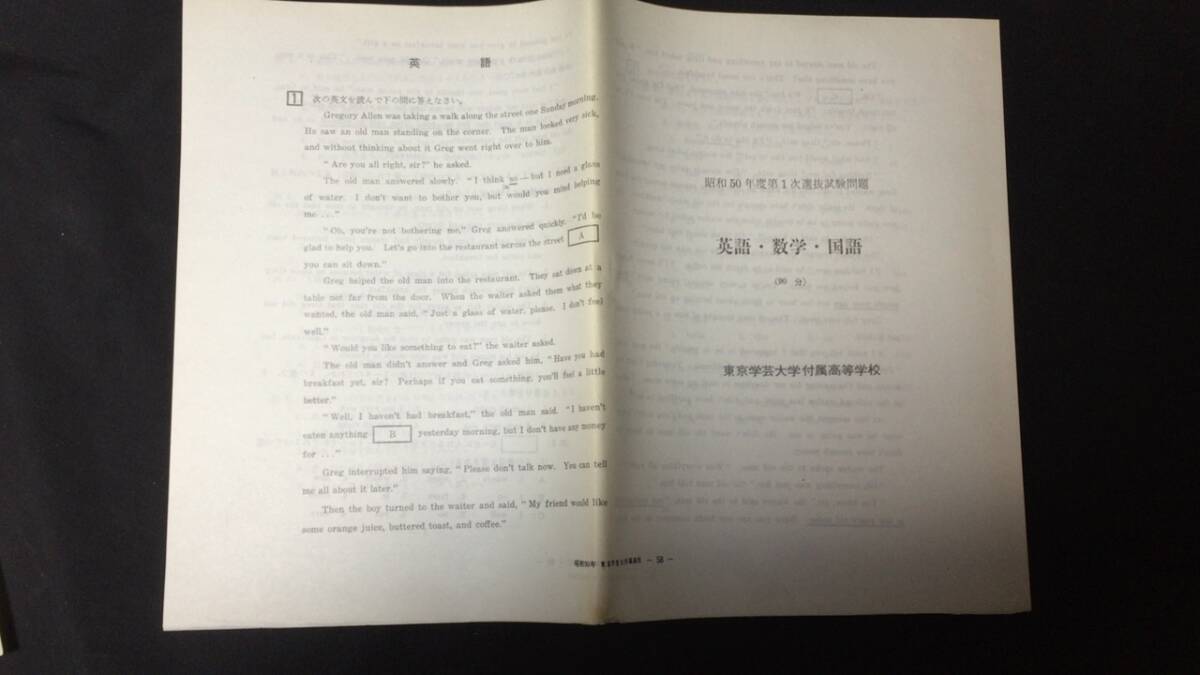 英語
1 次の英文を読んで下の問に答えなさい。
Gregory Allen was taking a walk along the street one Sunday morning.
He saw an old man standing on the corner. The man looked very sick,
and without thinking about it Greg went right over to him.
“Are you all right, sir?” he asked.
The old man answered slowly. “I think so—but I need a glass
of water. I don't want to bother you, but would you mind helping
me . . .”
“Oh, you're not bothering me,” Greg answered quickly. “I'd be
glad to help you. Let's go into the restaurant across the street A
you can sit down.”
Greg helped the old man into the restaurant. They sat down at a
table not far from the door. When the waiter asked them what they
wanted, the old man said, “Just a glass of water, please. I don't feel
well.”
“Would you like something to eat?” the waiter asked.
The old man didn't answer and Greg asked him, “Have you had
breakfast yet, sir? Perhaps if you eat something, you'll feel a little
better.”
“Well, I haven't had breakfast,” the old man said. “I haven't
eaten anything B yesterday morning, but I don't have any money
for . . .”
Greg interrupted him saying, “Please don't talk now. You can tell
me all about it later.”
Then the boy turned to the waiter and said, “My friend would like
some orange juice, buttered toast, and coffee.”
— 58 —
昭和50年度第1次選抜試験問題
英語・数学・国語
(90 分)
東京学芸大学付属高等学校